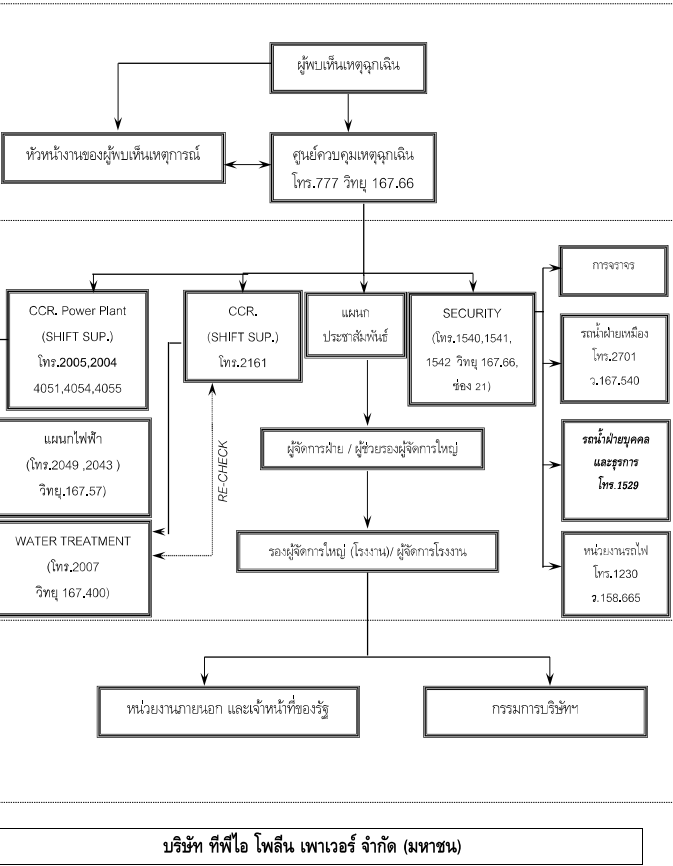 ผู้พบเห็นเหตุฉุกเฉิน
หัวหน้างานของผู้พบเห็นเหตุการณ์
ศูนย์ควบคุมเหตุฉุกเฉิน
โทร.777 วิทยุ 167.66
CCR. Power Plant
(SHIFT SUP.)
โทร.2005,2004
4051,4054,4055
CCR.
(SHIFT SUP.)
โทร.2161
แผนก
ประชาสัมพันธ์
SECURITY
(โทร.1540,1541,
1542 วิทยุ 167.66,
ช่อง 21)
การจราจร
รถน้ำฝ่ายเหมือง
โทร.2701
ว.167.540
แผนกไฟฟ้า
(โทร.2049 ,2043 )
วิทยุ.167.57)
RE-CHECK
ผู้จัดการฝ่าย / ผู้ช่วยรองผู้จัดการใหญ่
รถน้ำฝ่ายบุคคล
และธุรการ
โทร.1529
WATER TREATMENT
(โทร.2007
วิทยุ 167.400)
รองผู้จัดการใหญ่ (โรงงาน)/ ผู้จัดการโรงงาน
หน่วยงานรถไฟ
โทร.1230
ว.158.665
หน่วยงานภายนอก และเจ้าหน้าที่ของรัฐ
กรรมการบริษัทฯ
บริษัท ทีพีไอ โพลีน เพาเวอร์ จำกัด (มหาชน)